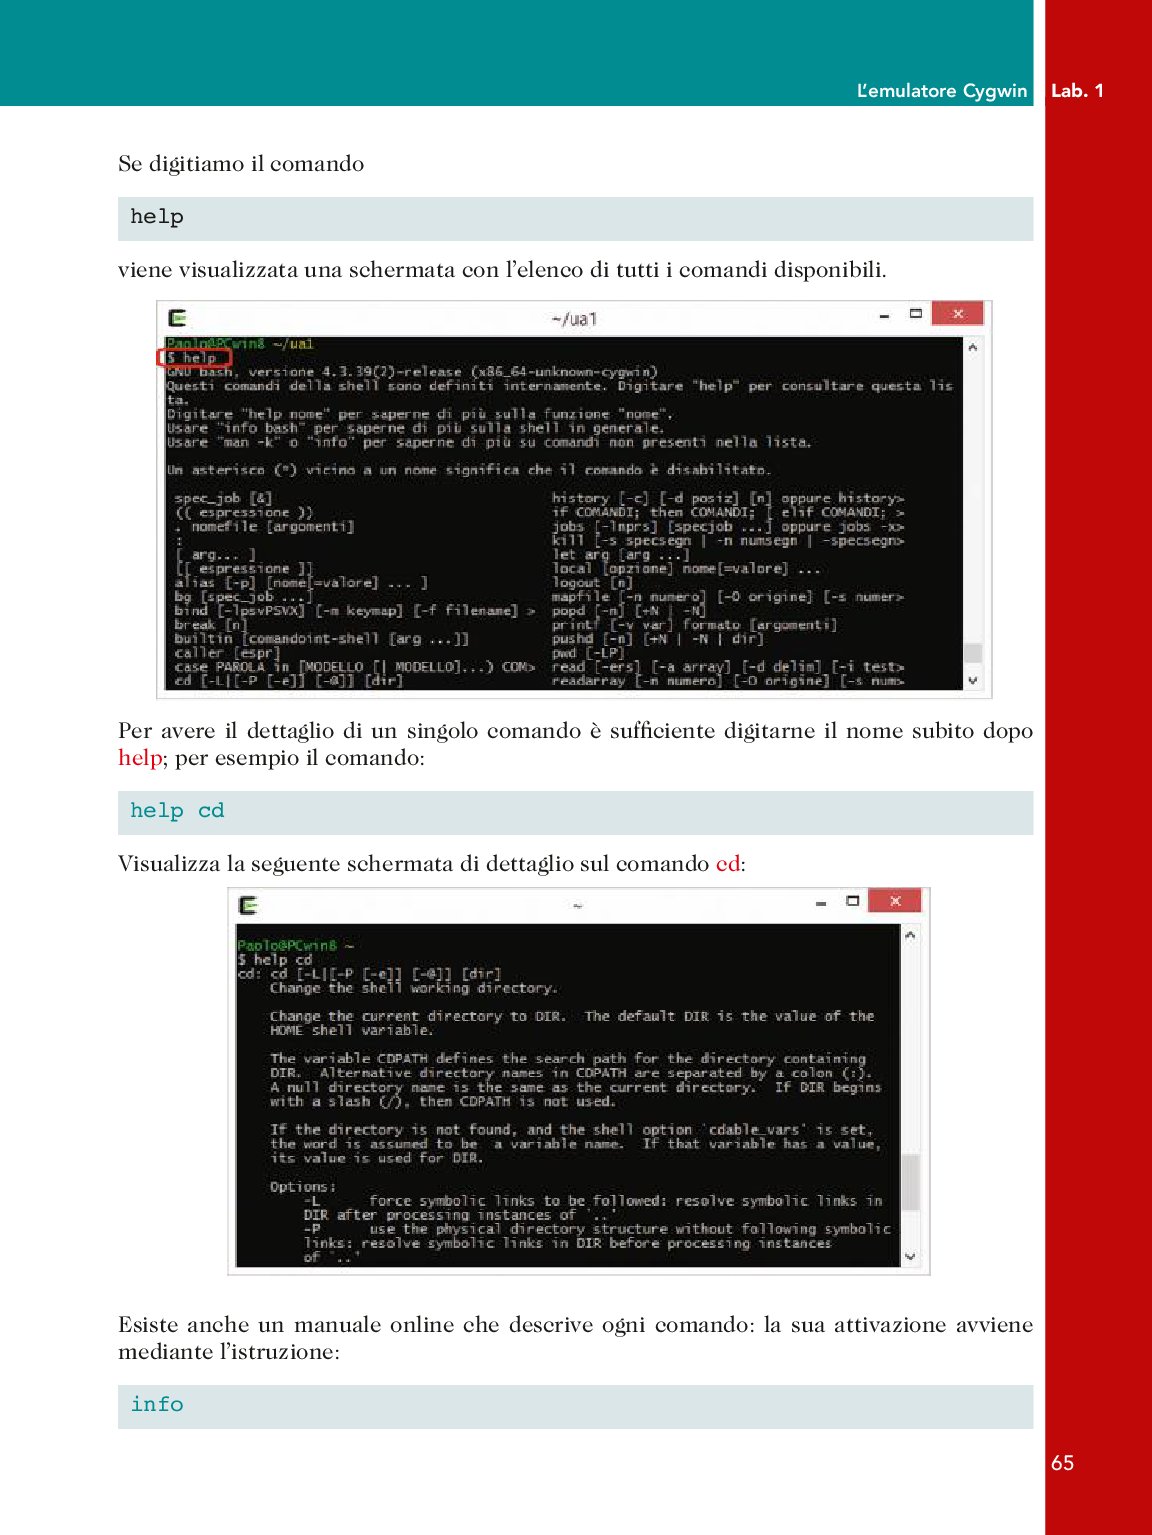 L'emulatore Cygwin Lab. 1
Se digitiamo il comando
help
viene visualizzata una schermata con l'elenco di tutti i comandi disponibili.
~/ua1
Paolo@PCwin8 ~/ua1
$ help
GNU bash, versione 4.3.39(2)-release (x86_64-unknown-cygwin)
Questi comandi della shell sono definiti internamente. Digitare "help" per consultare questa lis
ta.
Digitare "help nome" per saperne di più sulla funzione "nome".
Usare "info bash" per saperne di più sulla shell in generale.
Usare "man -k" o "info" per saperne di più su comandi non presenti nella lista.
Un asterisco (*) vicino a un nome significa che il comando è disabilitato.
spec_job [&] history [-c] [-d posiz] [n] oppure history>
(( espressione )) if COMANDI; then COMANDI; [ elif COMANDI; >
. nomefile [argomenti] jobs [-lnprs] [specjob ...] oppure jobs -x>
: kill [-s specsegn | -n numsegn | -specsegn>
[ arg... ] let arg [arg ...]
[[ espressione ]] local [opzione] nome[=valore] ...
alias [-p] [nome[=valore] ... ] logout [n]
bg [spec_job ...] mapfile [-n numero] [-O origine] [-s numer>
bind [-lpsvPSVX] [-m keymap] [-f filename] > popd [-n] [+N | -N]
break [n] printf [-v var] formato [argomenti]
builtin [comandoint-shell [arg ...]] pushd [-n] [+N | -N | dir]
caller [espr] pwd [-LP]
case PAROLA in [MODELLO [| MODELLO]...) COM> read [-ers] [-a array] [-d delim] [-i test>
cd [-L|[-P [-e]] [-@]] [dir] readarray [-n numero] [-O origine] [-s num>
Per avere il dettaglio di un singolo comando è sufficiente digitarne il nome subito dopo
help; per esempio il comando:
help cd
Visualizza la seguente schermata di dettaglio sul comando cd:
~
Paolo@PCwin8 ~
$ help cd
cd: cd [-L|[-P [-e]] [-@]] [dir]
Change the shell working directory.
Change the current directory to DIR. The default DIR is the value of the
HOME shell variable.
The variable CDPATH defines the search path for the directory containing
DIR. Alternative directory names in CDPATH are separated by a colon (:).
A null directory name is the same as the current directory. If DIR begins
with a slash (/), then CDPATH is not used.
If the directory is not found, and the shell option `cdable_vars' is set,
the word is assumed to be a variable name. If that variable has a value,
its value is used for DIR.
Options:
-L force symbolic links to be followed: resolve symbolic links in
DIR after processing instances of `..'
-P use the physical directory structure without following symbolic
links: resolve symbolic links in DIR before processing instances
of `..'
Esiste anche un manuale online che descrive ogni comando: la sua attivazione avviene
mediante l'istruzione:
info
65